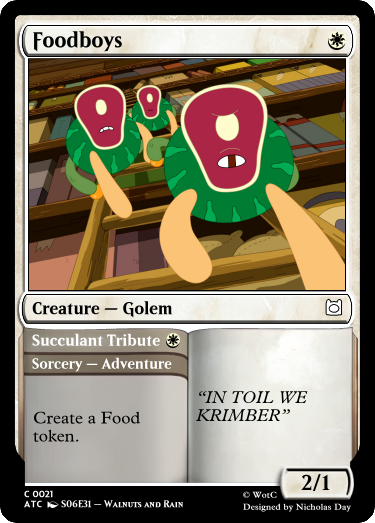 Foodboys
Creature — Golem
Succulant Tribute
Sorcery — Adventure
Create a Food
token.
“IN TOIL WE
KRIMBER”
2/1
C 0021
ATC S06E31 – Walnuts and Rain
© WotC
Designed by Nicholas Day